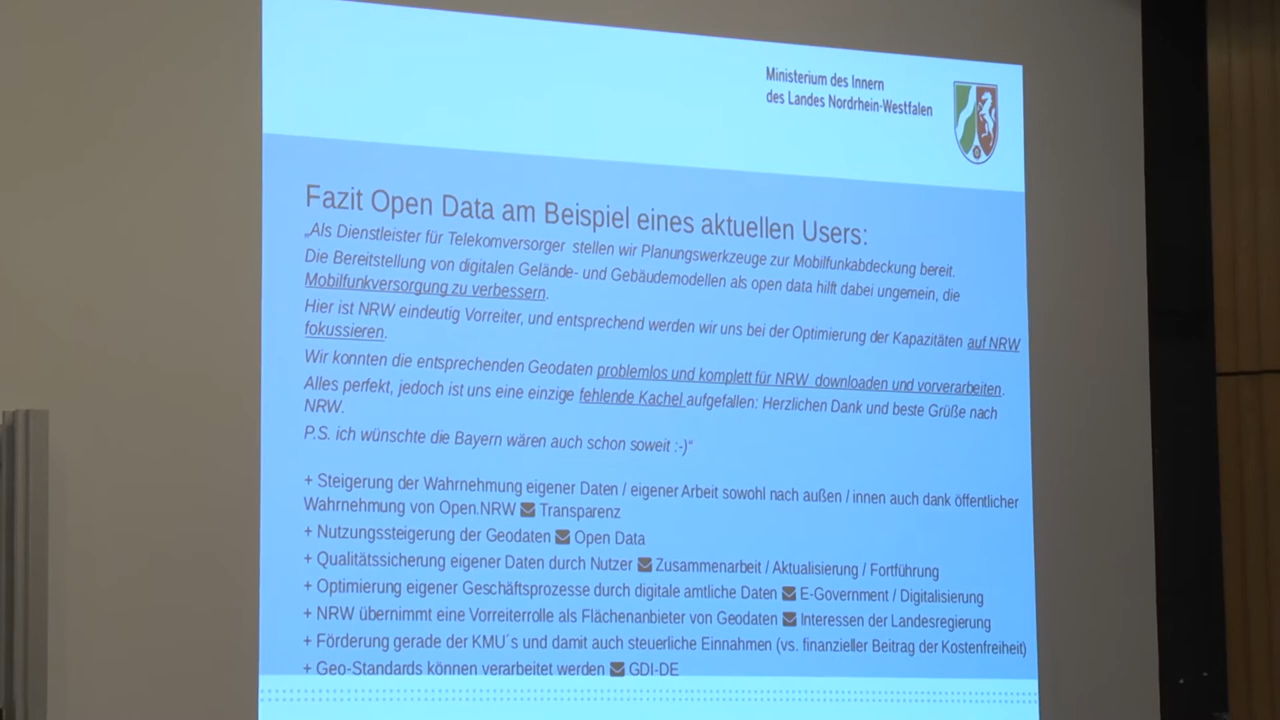 Ministerium des Innern
des Landes Nordrhein-Westfalen
Fazit Open Data am Beispiel eines aktuellen Users:
„Als Dienstleister für Telekomversorger stellen wir Planungswerkzeuge zur Mobilfunkabdeckung bereit.
Die Bereitstellung von digitalen Gelände- und Gebäudemodellen als open data hilft dabei ungemein, die
Mobilfunkversorgung zu verbessern.
Hier ist NRW eindeutig Vorreiter, und entsprechend werden wir uns bei der Optimierung der Kapazitäten auf NRW
fokussieren.
Wir konnten die entsprechenden Geodaten problemlos und komplett für NRW downloaden und vorverarbeiten.
Alles perfekt, jedoch ist uns eine einzige fehlende Kachel aufgefallen: Herzlichen Dank und beste Grüße nach
NRW.
P.S. ich wünschte die Bayern wären auch schon soweit :-)“
+ Steigerung der Wahrnehmung eigener Daten / eigener Arbeit sowohl nach außen / innen auch dank öffentlicher
Wahrnehmung von Open.NRW Transparenz
+ Nutzungssteigerung der Geodaten Open Data
+ Qualitätssicherung eigener Daten durch Nutzer Zusammenarbeit / Aktualisierung / Fortführung
+ Optimierung eigener Geschäftsprozesse durch digitale amtliche Daten E-Government / Digitalisierung
+ NRW übernimmt eine Vorreiterrolle als Flächenanbieter von Geodaten Interessen der Landesregierung
+ Förderung gerade der KMU´s und damit auch steuerliche Einnahmen (vs. finanzieller Beitrag der Kostenfreiheit)
+ Geo-Standards können verarbeitet werden GDI-DE